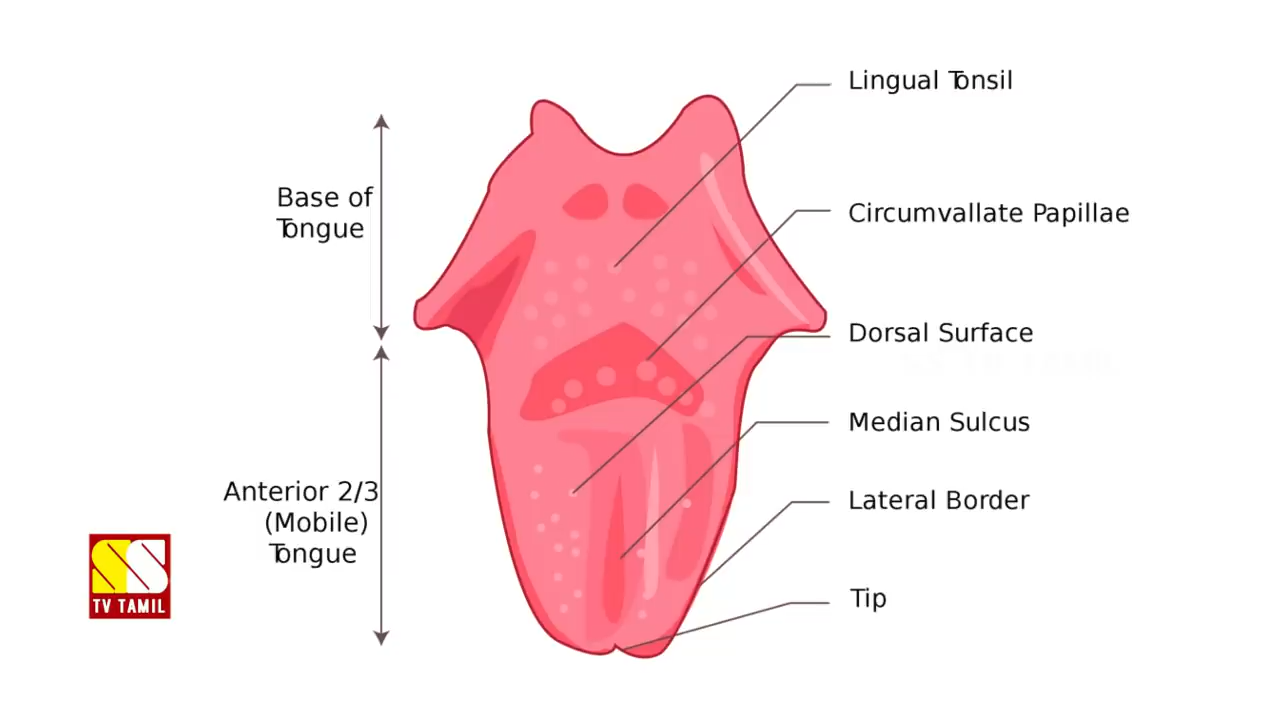 Lingual Tonsil
Circumvallate Papillae
Dorsal Surface
Median Sulcus
Lateral Border
Tip
Base of
Tongue
Anterior 2/3
(Mobile)
Tongue
SS
TV TAMIL